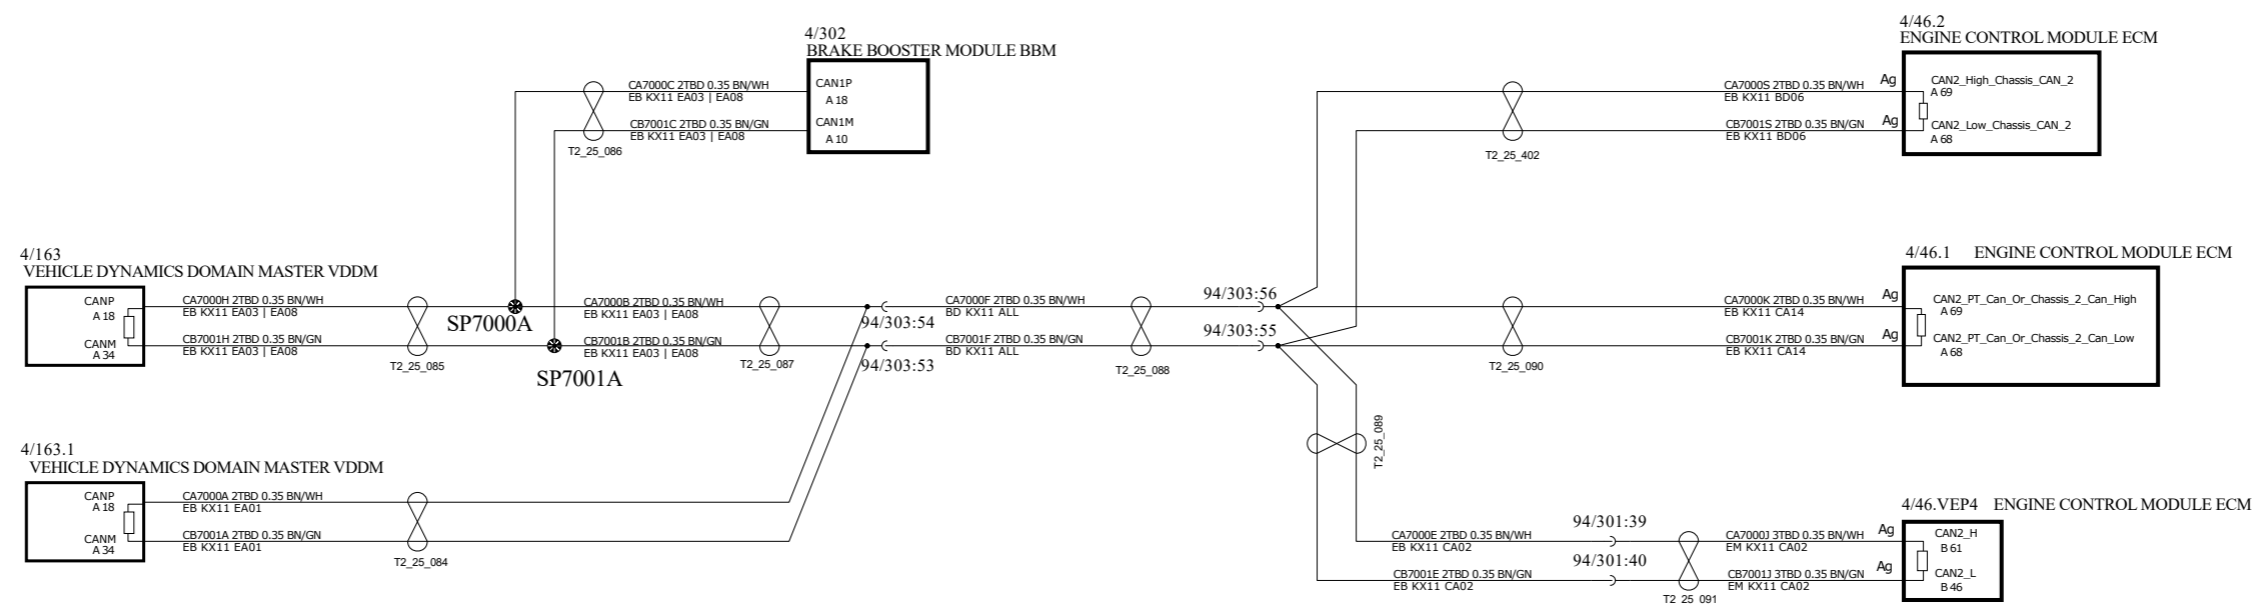 4/302
BRAKE BOOSTER MODULE BBM
CA7000C 2TBD 0.35 BN/WH
EB KX11 EA03 | EA08
CAN1P
A 18
CB7001C 2TBD 0.35 BN/GN
EB KX11 EA03 | EA08
CAN1M
A 10
T2_25_086
4/46.2
ENGINE CONTROL MODULE ECM
CA7000S 2TBD 0.35 BN/WH
EB KX11 BD06
Ag
CAN2_High_Chassis_CAN_2
A 69
CB7001S 2TBD 0.35 BN/GN
EB KX11 BD06
Ag
CAN2_Low_Chassis_CAN_2
A 68
T2_25_402
4/163
VEHICLE DYNAMICS DOMAIN MASTER VDDM
CANP
A 18
CA7000H 2TBD 0.35 BN/WH
EB KX11 EA03 | EA08
CANM
A 34
CB7001H 2TBD 0.35 BN/GN
EB KX11 EA03 | EA08
T2_25_085
SP7000A
SP7001A
CA7000B 2TBD 0.35 BN/WH
EB KX11 EA03 | EA08
CB7001B 2TBD 0.35 BN/GN
EB KX11 EA03 | EA08
T2_25_087
94/303:54
94/303:53
CA7000F 2TBD 0.35 BN/WH
BD KX11 ALL
CB7001F 2TBD 0.35 BN/GN
BD KX11 ALL
T2_25_088
94/303:56
94/303:55
T2_25_090
4/46.1 ENGINE CONTROL MODULE ECM
CA7000K 2TBD 0.35 BN/WH
EB KX11 CA14
Ag
CAN2_PT_Can_Or_Chassis_2_Can_High
A 69
CB7001K 2TBD 0.35 BN/GN
EB KX11 CA14
Ag
CAN2_PT_Can_Or_Chassis_2_Can_Low
A 68
T2_25_089
4/163.1
VEHICLE DYNAMICS DOMAIN MASTER VDDM
CANP
A 18
CA7000A 2TBD 0.35 BN/WH
EB KX11 EA01
CANM
A 34
CB7001A 2TBD 0.35 BN/GN
EB KX11 EA01
T2_25_084
4/46.VEP4 ENGINE CONTROL MODULE ECM
CA7000E 2TBD 0.35 BN/WH
EB KX11 CA02
94/301:39
CA7000J 3TBD 0.35 BN/WH
EM KX11 CA02
Ag
CAN2_H
B 61
CB7001E 2TBD 0.35 BN/GN
EB KX11 CA02
94/301:40
CB7001J 3TBD 0.35 BN/GN
EM KX11 CA02
Ag
CAN2_L
B 46
T2_25_091